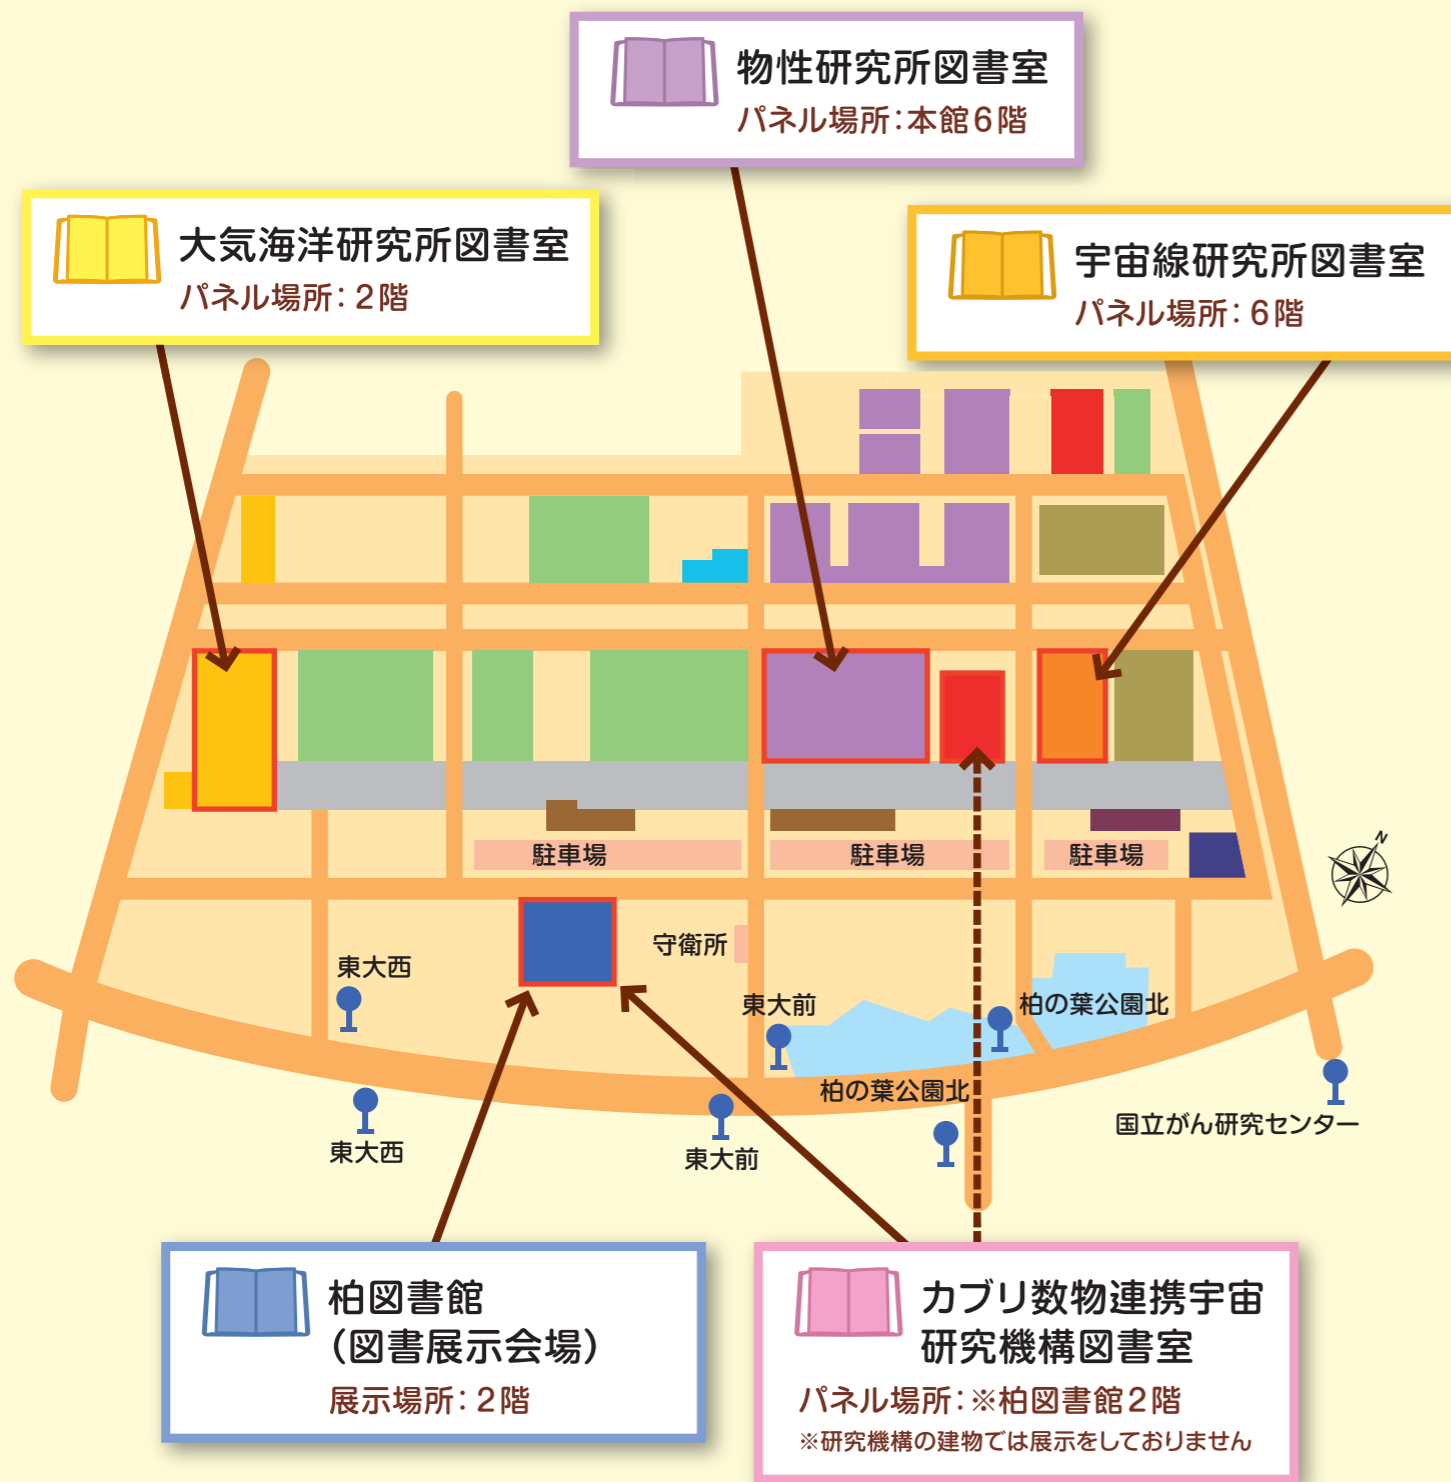 物性研究所図書室
パネル場所：本館6階
大気海洋研究所図書室
パネル場所：2階
宇宙線研究所図書室
パネル場所：6階
N
駐車場
駐車場
駐車場
守衛所
東大西
東大前
柏の葉公園北
柏の葉公園北
国立がん研究センター
東大西
東大前
柏図書館
（図書展示会場）
展示場所：2階
カブリ数物連携宇宙
研究機構図書室
パネル場所：※柏図書館2階
※研究機構の建物では展示をしておりません